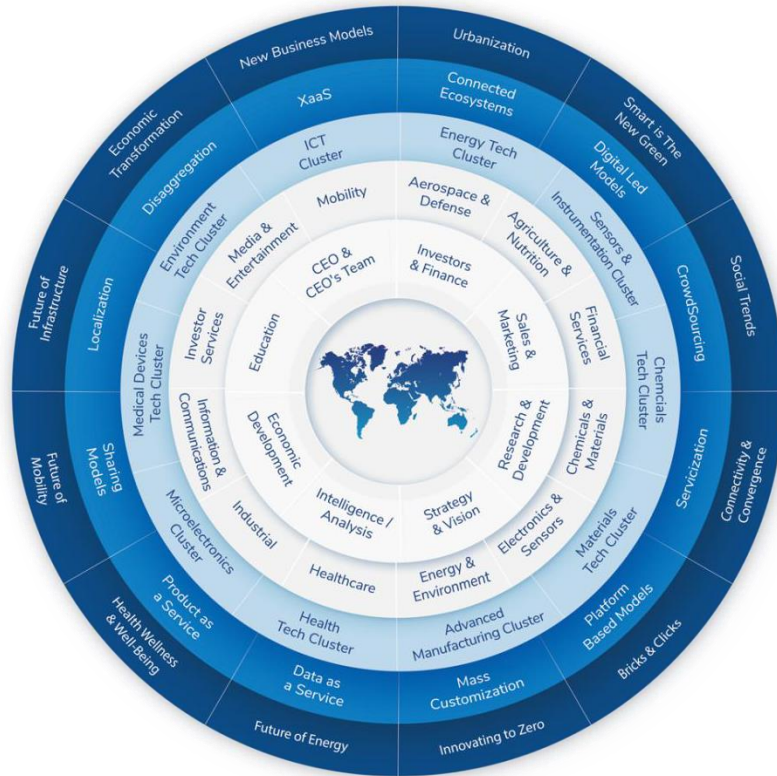 New Business Models
Urbanization
Smart is The
New Green
Social Trends
Connectivity &
Convergence
Bricks & Clicks
Innovating to Zero
Future of Energy
Health Wellness
& Well-Being
Future of
Mobility
Future of
Infrastructure
Economic
Transformation
XaaS
Connected
Ecosystems
Digital Led
Models
CrowdSourcing
Servicization
Platform
Based Models
Mass
Customization
Data as
a Service
Product as
a Service
Sharing
Models
Localization
Disaggregation
ICT
Cluster
Energy Tech
Cluster
Sensors &
Instrumentation Cluster
Chemcials
Tech Cluster
Materials
Tech Cluster
Advanced
Manufacturing Cluster
Health
Tech Cluster
Microelectronics
Cluster
Medical Devices
Tech Cluster
Environment
Tech Cluster
Mobility
Aerospace &
Defense
Agriculture &
Nutrition
Financial
Services
Chemicals &
Materials
Electronics &
Sensors
Energy &
Environment
Healthcare
Industrial
Information &
Communications
Investor
Services
Media &
Entertainment
CEO &
CEO's Team
Investors
& Finance
Sales &
Marketing
Research &
Development
Strategy
& Vision
Intelligence /
Analysis
Economic
Development
Education